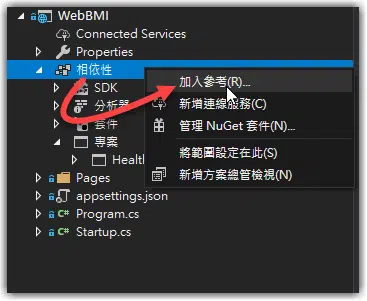 WebBMI
Connected Services
Properties
相依性
SDK
分析器
套件
專案
Health
Pages
appsettings.json
Program.cs
Startup.cs
加入參考(R)...
新增連線服務(C)
管理 NuGet 套件(N)...
將範圍設定在此(S)
新增方案總管檢視(N)